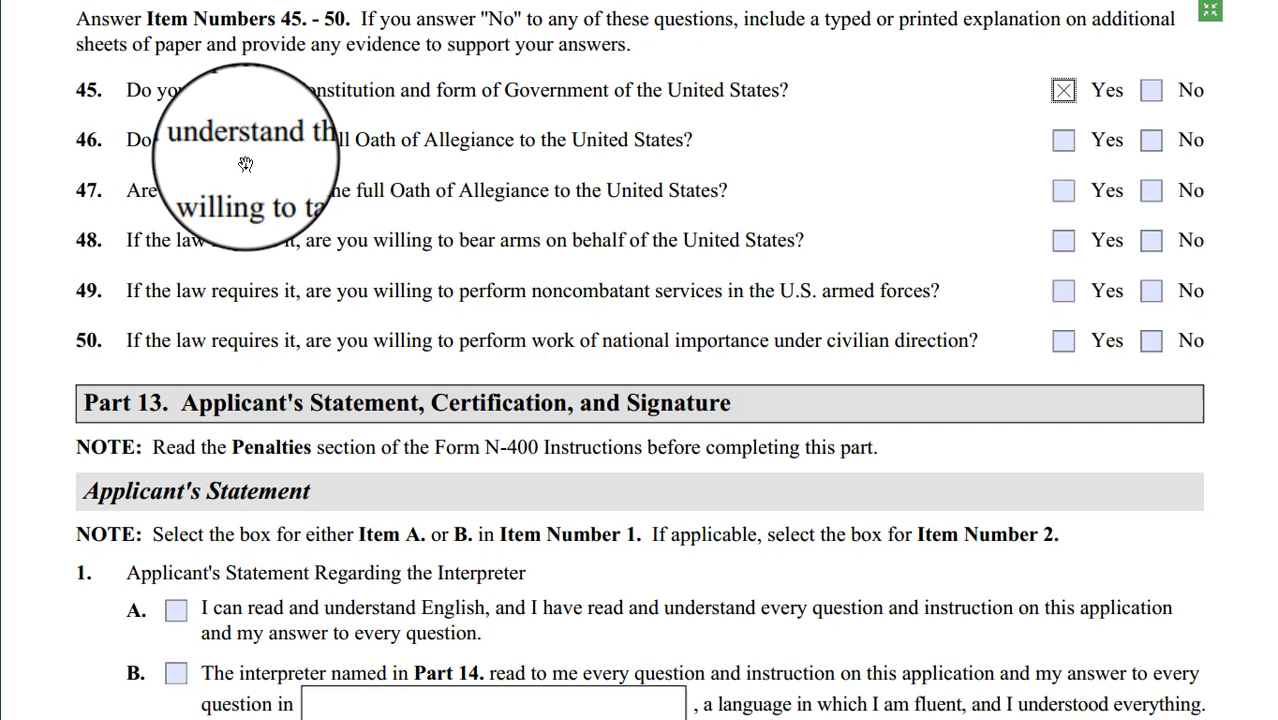 Answer Item Numbers 45. - 50. If you answer "No" to any of these questions, include a typed or printed explanation on additional
sheets of paper and provide any evidence to support your answers.
45. Do you nstitution and form of Government of the United States? Yes No
understand th
46. Do ll Oath of Allegiance to the United States? Yes No
47. Are he full Oath of Allegiance to the United States? Yes No
willing to ta
48. If the law it, are you willing to bear arms on behalf of the United States? Yes No
49. If the law requires it, are you willing to perform noncombatant services in the U.S. armed forces? Yes No
50. If the law requires it, are you willing to perform work of national importance under civilian direction? Yes No
Part 13. Applicant's Statement, Certification, and Signature
NOTE: Read the Penalties section of the Form N-400 Instructions before completing this part.
Applicant's Statement
NOTE: Select the box for either Item A. or B. in Item Number 1. If applicable, select the box for Item Number 2.
1. Applicant's Statement Regarding the Interpreter
A. I can read and understand English, and I have read and understand every question and instruction on this application
and my answer to every question.
B. The interpreter named in Part 14. read to me every question and instruction on this application and my answer to every
question in , a language in which I am fluent, and I understood everything.